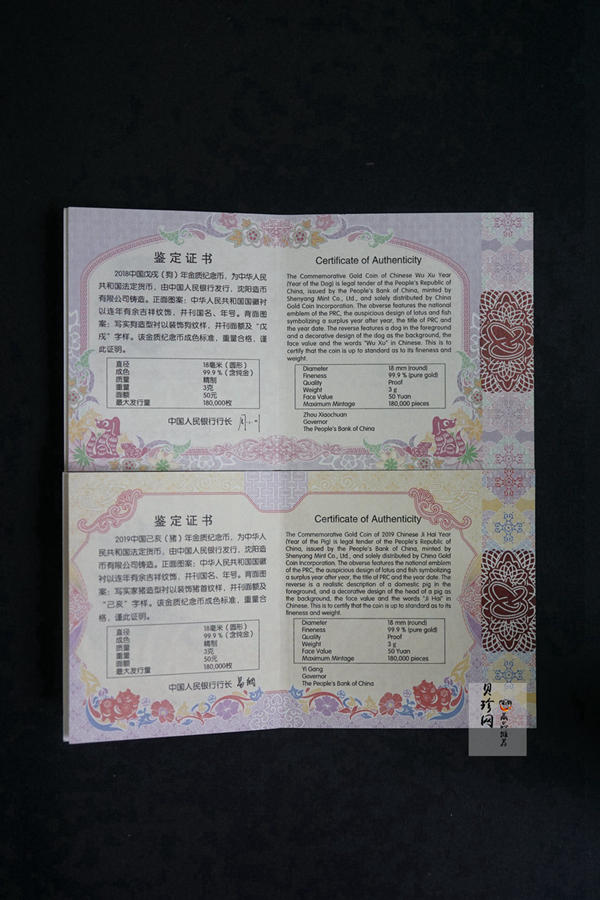 鉴定证书
2018中国戊戌（狗）年金质纪念币，为中华人民
共和国法定货币，由中国人民银行发行，沈阳造币
有限公司铸造。正面图案：中华人民共和国国徽衬
以连年有余吉祥纹饰，并刊国名、年号。背面图
案：写实狗造型衬以装饰狗纹样，并刊面额及“戊
戌”字样。该金质纪念币成色标准，重量合格，谨
此证明。
直径 18毫米（圆形）
成色 99.9％（含纯金）
质量 精制
重量 3克
面额 50元
最大发行量 180,000枚
中国人民银行行长
Certificate of Authenticity
The Commemorative Gold Coin of Chinese Wu Xu Year
(Year of the Dog) is legal tender of the People's Republic of
China, issued by the People's Bank of China, minted by
Shenyang Mint Co., Ltd., and solely distributed by China
Gold Coin Incorporation. The obverse features the national
emblem of the PRC, the auspicious design of lotus and fish
symbolizing a surplus year after year, the title of PRC and
the year date. The reverse features a dog in the foreground
and a decorative design of the dog as the background, the
face value and the words "Wu Xu" in Chinese. This is to
certify that the coin is up to standard as to its fineness and
weight.
Diameter 18 mm (round)
Fineness 99.9 % (pure gold)
Quality Proof
Weight 3 g
Face Value 50 Yuan
Maximum Mintage 180,000 pieces
Zhou Xiaochuan
Governor
The People's Bank of China
鉴定证书
2019中国己亥（猪）年金质纪念币，为中华人
民共和国法定货币，由中国人民银行发行，沈阳造
币有限公司铸造。正面图案：中华人民共和国国徽
衬以连年有余吉祥纹饰，并刊国名、年号。背面图
案：写实家猪造型衬以装饰猪首纹样，并刊面额及
“己亥”字样。该金质纪念币成色标准，重量合
格，谨此证明。
直径 18毫米（圆形）
成色 99.9％（含纯金）
质量 精制
重量 3克
面额 50元
最大发行量 180,000枚
中国人民银行行长 易纲
Certificate of Authenticity
The Commemorative Gold Coin of 2019 Chinese Ji Hai Year
(Year of the Pig) is legal tender of the People's Republic of
China, issued by the People's Bank of China, minted by
Shenyang Mint Co., Ltd., and solely distributed by China Gold
Coin Incorporation. The obverse features the national emblem
of the PRC, the auspicious design of lotus and fish symbolizing
a surplus year after year, the title of PRC and the year date. The
reverse is a realistic depiction of a domestic pig in the
foreground, and a decorative design of the head of a pig as
the background, the face value and the words "Ji Hai" in
Chinese. This is to certify that the coin is up to standard as to its
fineness and weight.
Diameter 18 mm (round)
Fineness 99.9 % (pure gold)
Quality Proof
Weight 3 g
Face Value 50 Yuan
Maximum Mintage 180,000 pieces
Yi Gang
Governor
The People's Bank of China
贝珍网